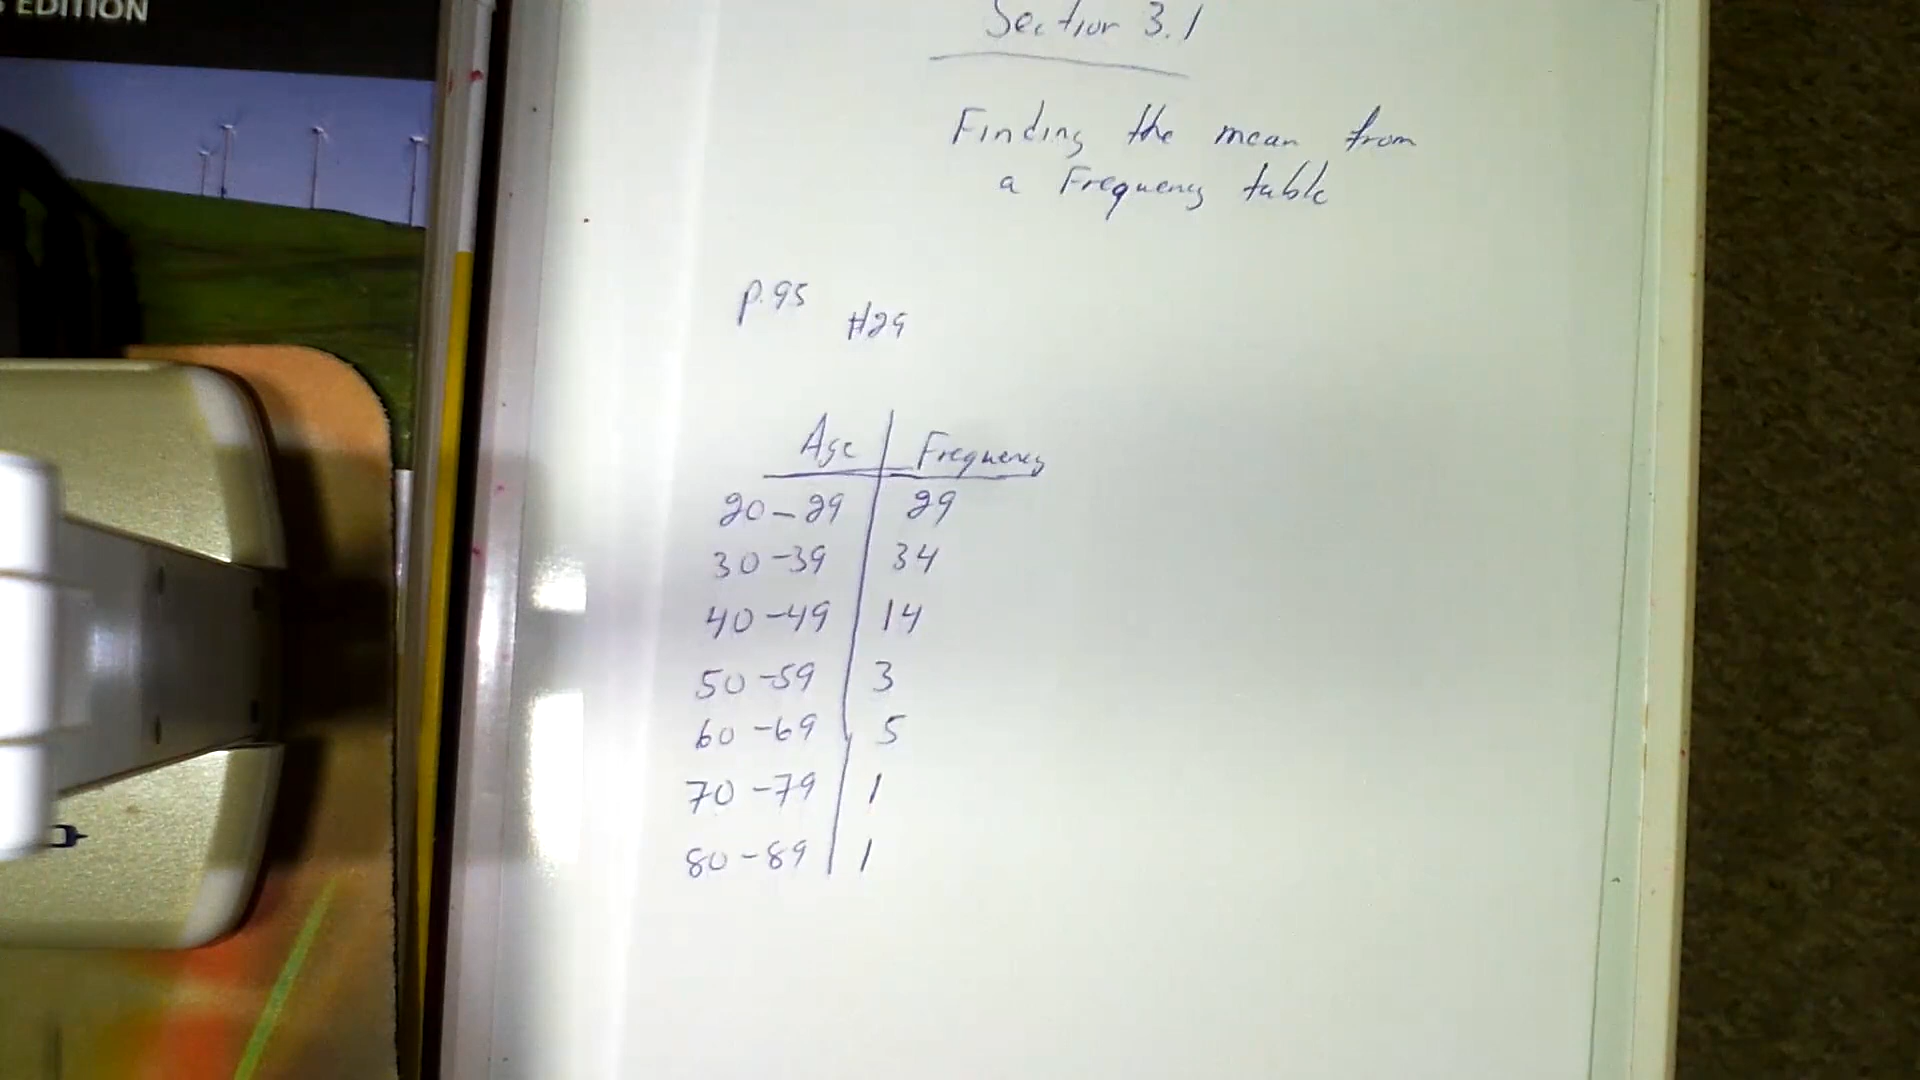 EDITION
Section 3.1
Finding the mean from
a Frequency table
p.95
#29
Age Frequency
20-29 29
30-39 34
40-49 14
50-59 3
60-69 5
70-79 1
80-89 1